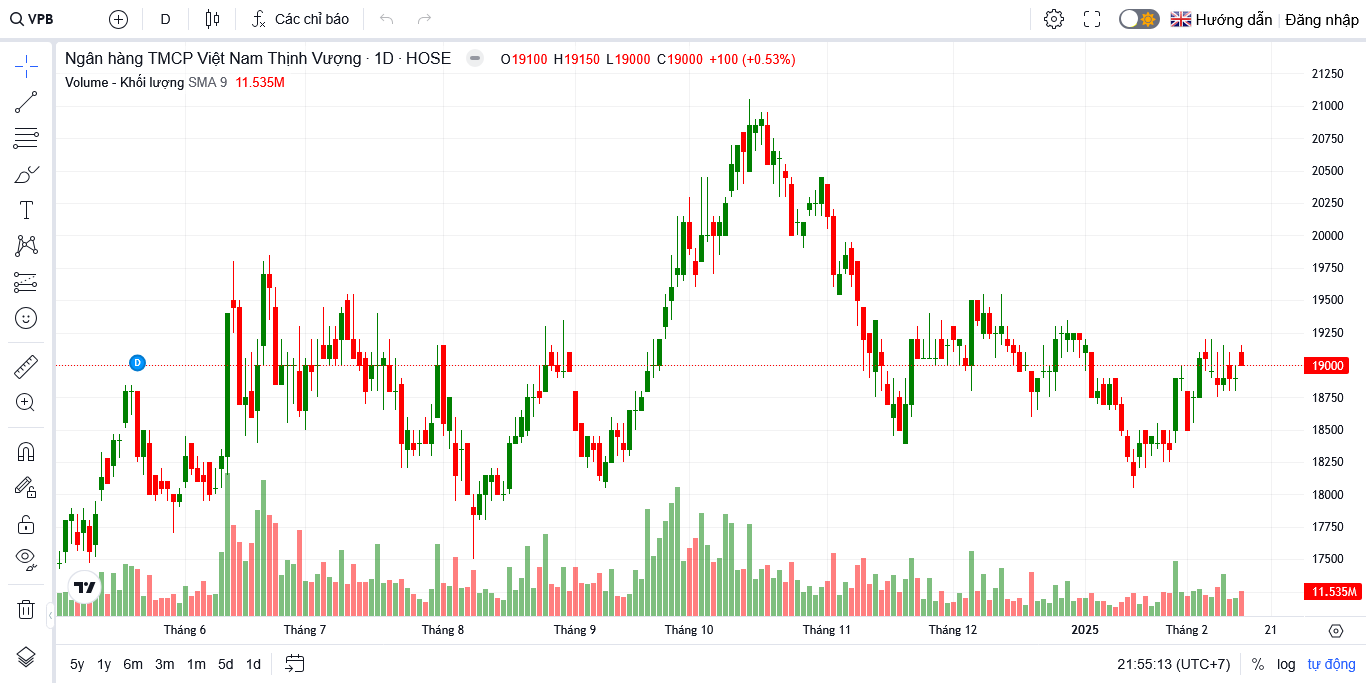 VPB D Các chỉ báo Hướng dẫn Đăng nhập
Ngân hàng TMCP Việt Nam Thịnh Vượng · 1D · HOSE O19100 H19150 L19000 C19000 +100 (+0.53%)
Volume - Khối lượng SMA 9 11.535M
21250
21000
20750
20500
20250
20000
19750
19500
19250
19000
18750
18500
18250
18000
17750
17500
11.535M
D
T
Tháng 6 Tháng 7 Tháng 8 Tháng 9 Tháng 10 Tháng 11 Tháng 12 2025 Tháng 2 21
5y 1y 6m 3m 1m 5d 1d 21:55:13 (UTC+7) % log tự động